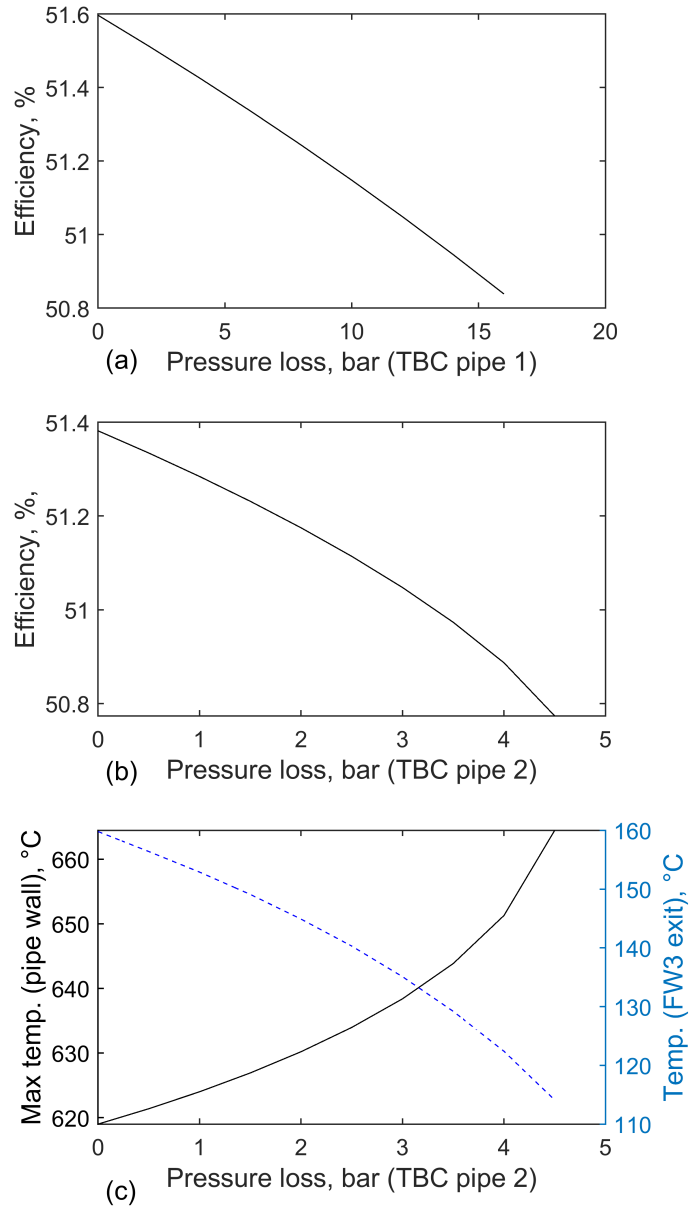 51.6
51.4
51.2
51
50.8
Efficiency, %
0 5 10 15 20
(a) Pressure loss, bar (TBC pipe 1)
51.4
51.2
51
50.8
Efficiency, %,
0 1 2 3 4 5
(b) Pressure loss, bar (TBC pipe 2)
660
650
640
630
620
Max temp. (pipe wall), °C
160
150
140
130
120
110
Temp. (FW3 exit), °C
0 1 2 3 4 5
Pressure loss, bar (TBC pipe 2)
(c)